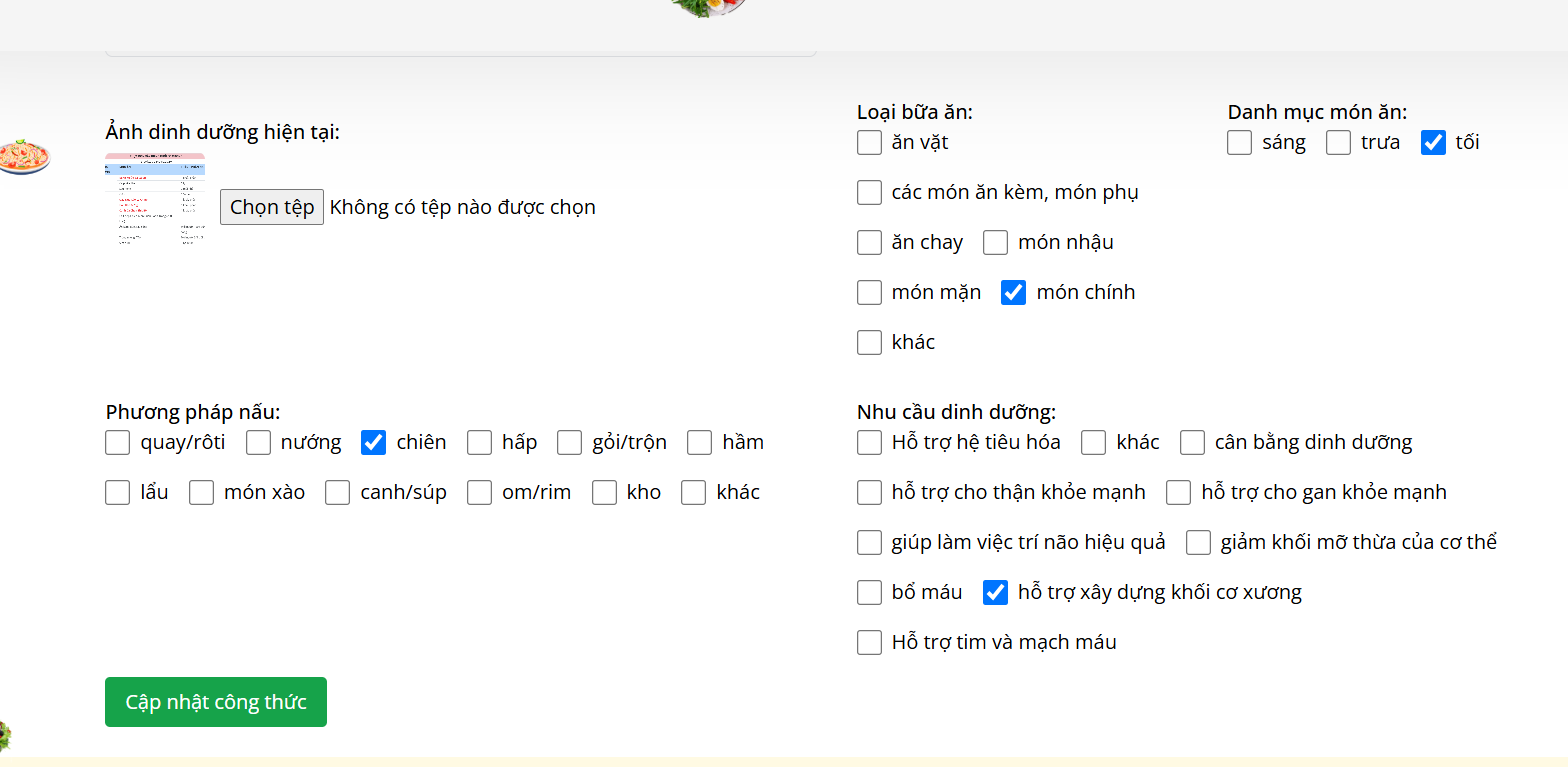 Ảnh dinh dưỡng hiện tại:
Chọn tệp Không có tệp nào được chọn
Loại bữa ăn:
ăn vặt
các món ăn kèm, món phụ
ăn chay món nhậu
món mặn món chính
khác
Danh mục món ăn:
sáng trưa tối
Phương pháp nấu:
quay/rôti nướng chiên hấp gỏi/trộn hầm
lẩu món xào canh/súp om/rim kho khác
Nhu cầu dinh dưỡng:
Hỗ trợ hệ tiêu hóa khác cân bằng dinh dưỡng
hỗ trợ cho thận khỏe mạnh hỗ trợ cho gan khỏe mạnh
giúp làm việc trí não hiệu quả giảm khối mỡ thừa của cơ thể
bổ máu hỗ trợ xây dựng khối cơ xương
Hỗ trợ tim và mạch máu
Cập nhật công thức